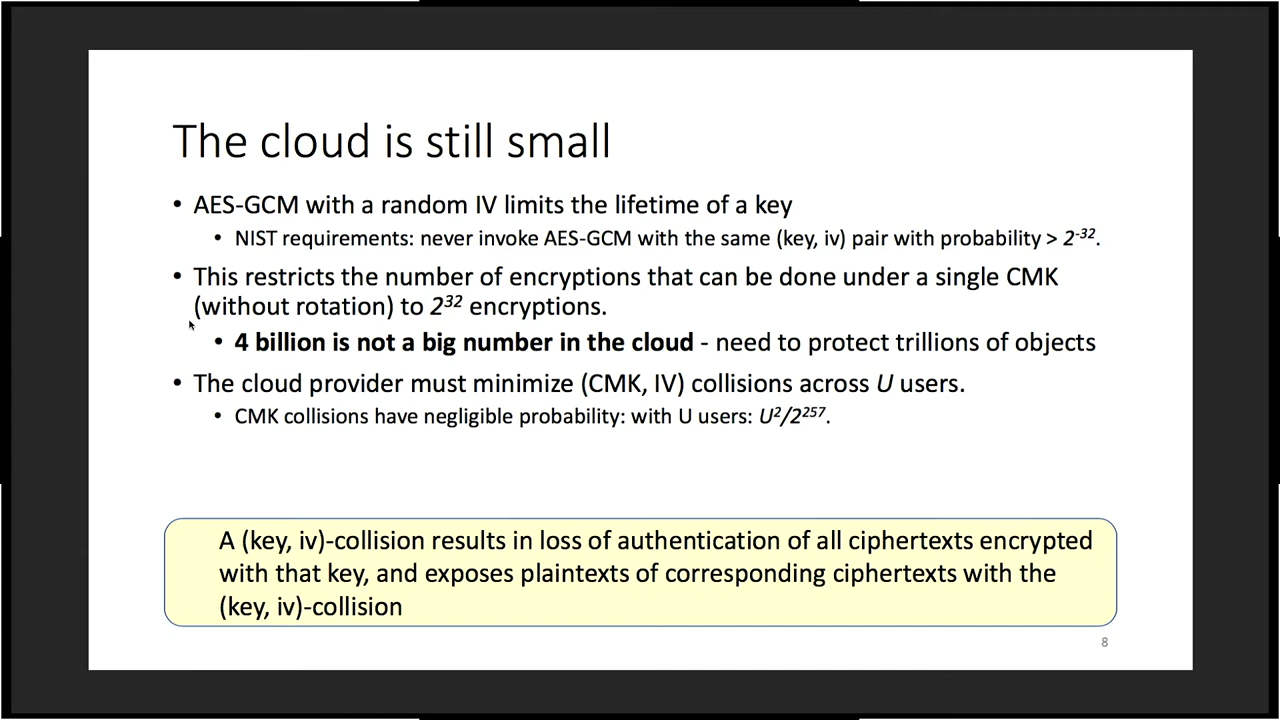 The cloud is still small
• AES-GCM with a random IV limits the lifetime of a key
• NIST requirements: never invoke AES-GCM with the same (key, iv) pair with probability > 2⁻³².
• This restricts the number of encryptions that can be done under a single CMK
(without rotation) to 2³² encryptions.
• 4 billion is not a big number in the cloud - need to protect trillions of objects
• The cloud provider must minimize (CMK, IV) collisions across U users.
• CMK collisions have negligible probability: with U users: U²/2²⁵⁷.
A (key, iv)-collision results in loss of authentication of all ciphertexts encrypted
with that key, and exposes plaintexts of corresponding ciphertexts with the
(key, iv)-collision
8